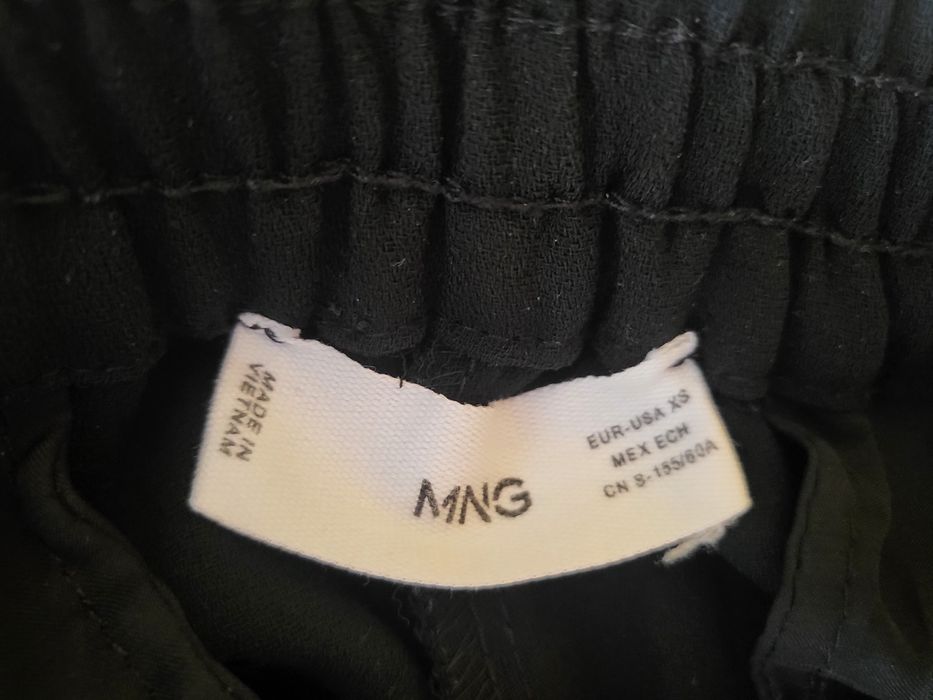 MADE IN
VIETNAM
MNG
EUR-USA XS
MEX ECH
CN S-155/60A